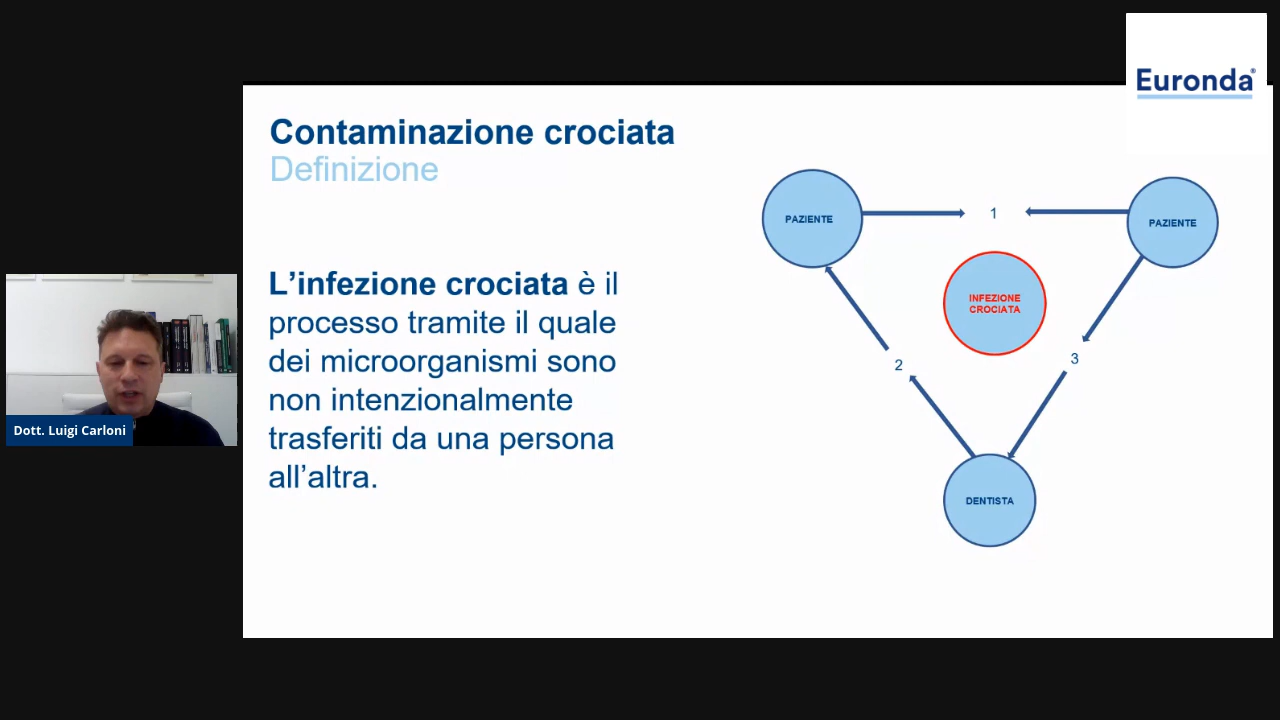 Euronda®
Contaminazione crociata
Definizione
L’infezione crociata è il
processo tramite il quale
dei microorganismi sono
non intenzionalmente
trasferiti da una persona
all’altra.
PAZIENTE
1
PAZIENTE
INFEZIONE
CROCIATA
2
3
DENTISTA
Dott. Luigi Carloni